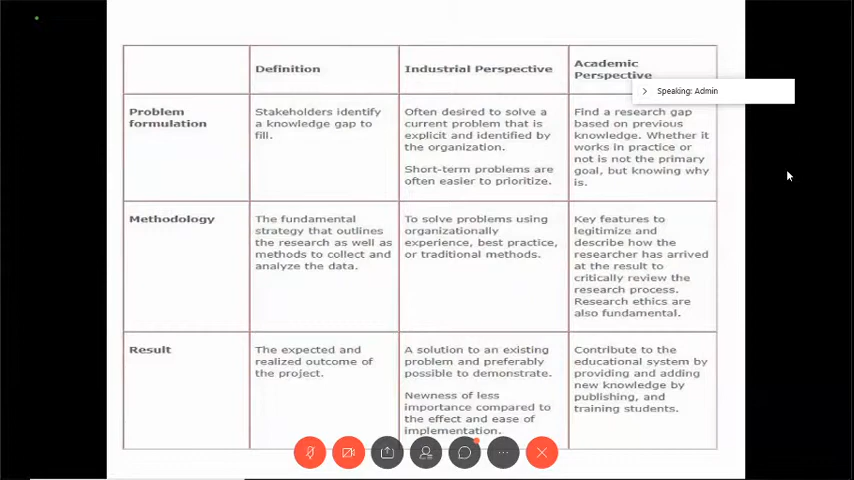 Definition
Industrial Perspective
Academic
Perspective
Speaking: Admin
Problem
formulation
Stakeholders identify
a knowledge gap to
fill.
Often desired to solve a
current problem that is
explicit and identified by
the organization.
Short-term problems are
often easier to prioritize.
Find a research gap
based on previous
knowledge. Whether it
works in practice or
not is not the primary
goal, but knowing why
is.
Methodology
The fundamental
strategy that outlines
the research as well as
methods to collect and
analyze the data.
To solve problems using
organizationally
experience, best practice,
or traditional methods.
Key features to
legitimize and
describe how the
researcher has arrived
at the result to
critically review the
research process.
Research ethics are
also fundamental.
Result
The expected and
realized outcome of
the project.
A solution to an existing
problem and preferably
possible to demonstrate.
Newness of less
importance compared to
the effect and ease of
implementation.
Contribute to the
educational system by
providing and adding
new knowledge by
publishing, and
training students.